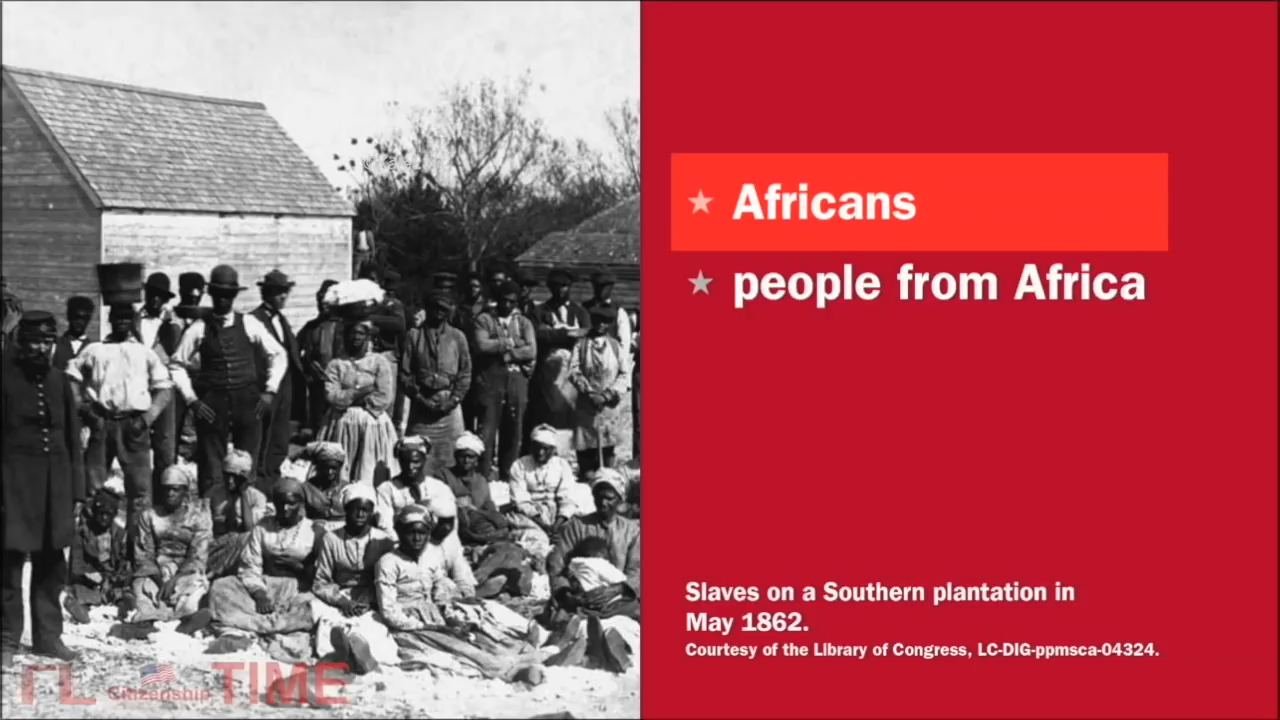 Africans
people from Africa
Slaves on a Southern plantation in
May 1862.
Courtesy of the Library of Congress, LC-DIG-ppmsca-04324.
Citizenship TIME